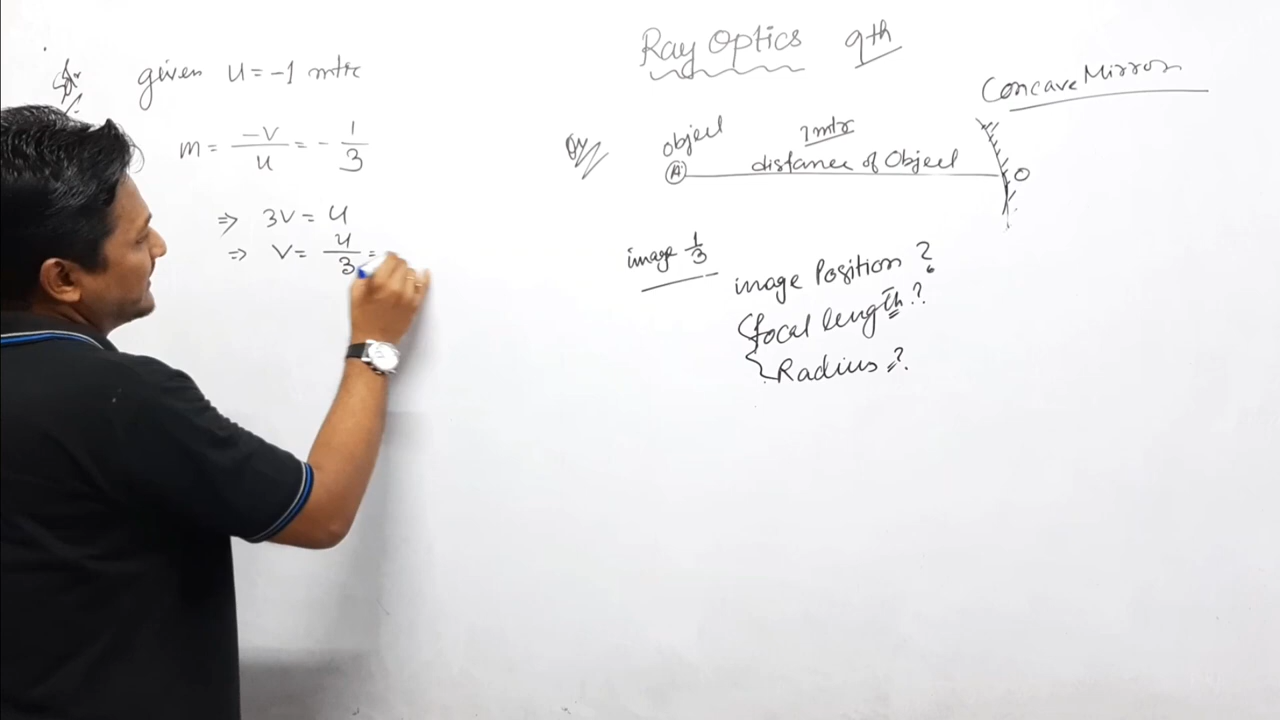 Ray Optics 9th
given u = -1 mtr
m = -v/u = - 1/3
⇒ 3v = u
⇒ v = u/3 =
Concave Mirror
object 1mtr
A distance of Object O
image 1/3
image Position ?
focal length ?
Radius = ?